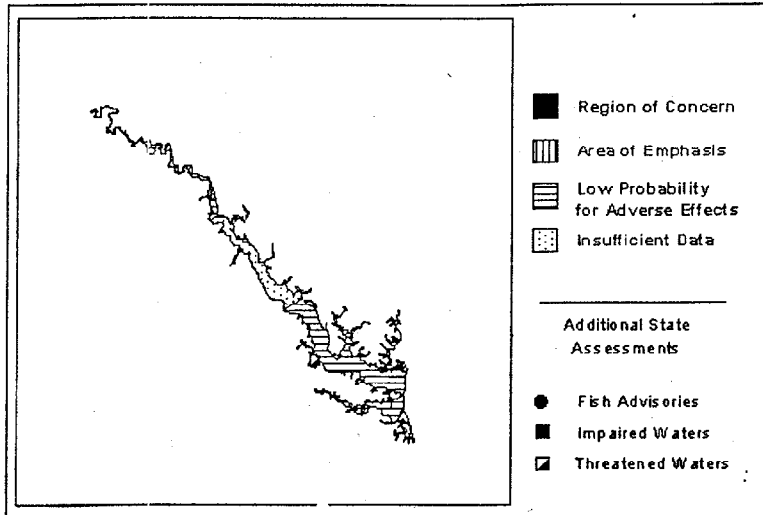 Region of Concern
Area of Emphasis
Low Probability
for Adverse Effects
Insufficient Data
Additional State
Assessments
Fish Advisories
Impaired Waters
Threatened Waters